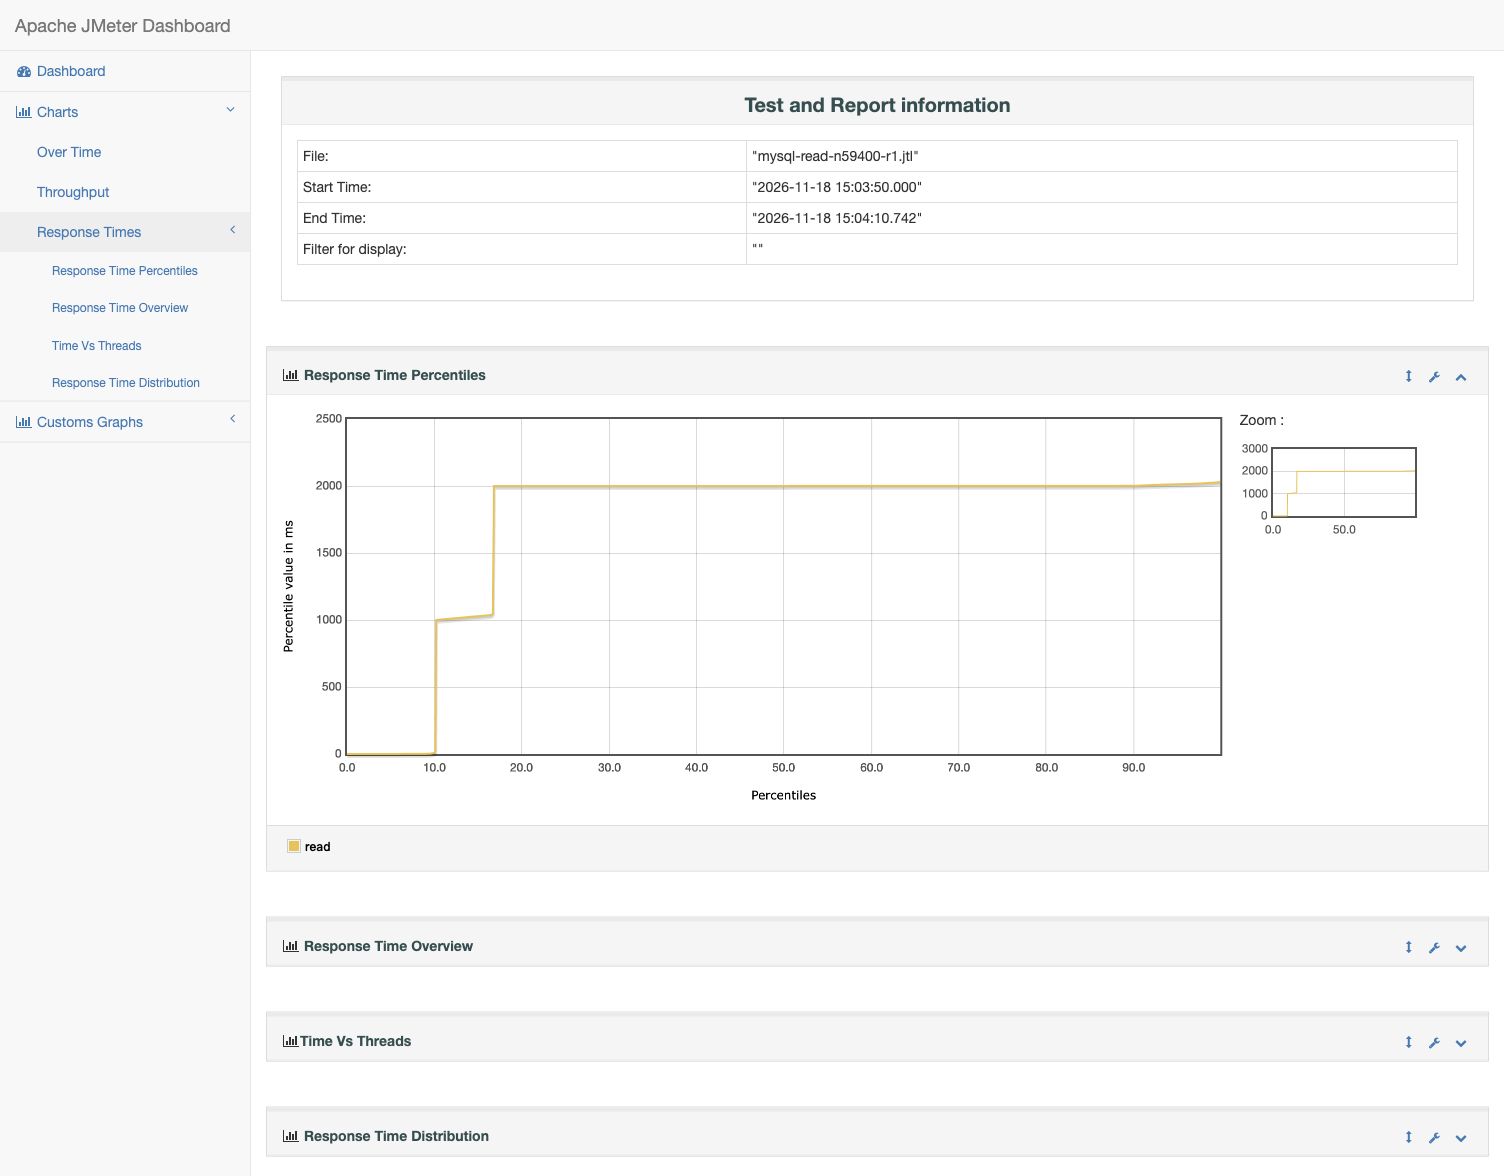 Apache JMeter Dashboard
Dashboard
Charts
Over Time
Throughput
Response Times
Response Time Percentiles
Response Time Overview
Time Vs Threads
Response Time Distribution
Customs Graphs
Test and Report information
File: "mysql-read-n59400-r1.jtl"
Start Time: "2026-11-18 15:03:50.000"
End Time: "2026-11-18 15:04:10.742"
Filter for display: ""
Response Time Percentiles
2500
2000
1500
1000
500
0
Percentile value in ms
0.0 10.0 20.0 30.0 40.0 50.0 60.0 70.0 80.0 90.0
Percentiles
Zoom :
3000
2000
1000
0
0.0 50.0
read
Response Time Overview
Time Vs Threads
Response Time Distribution